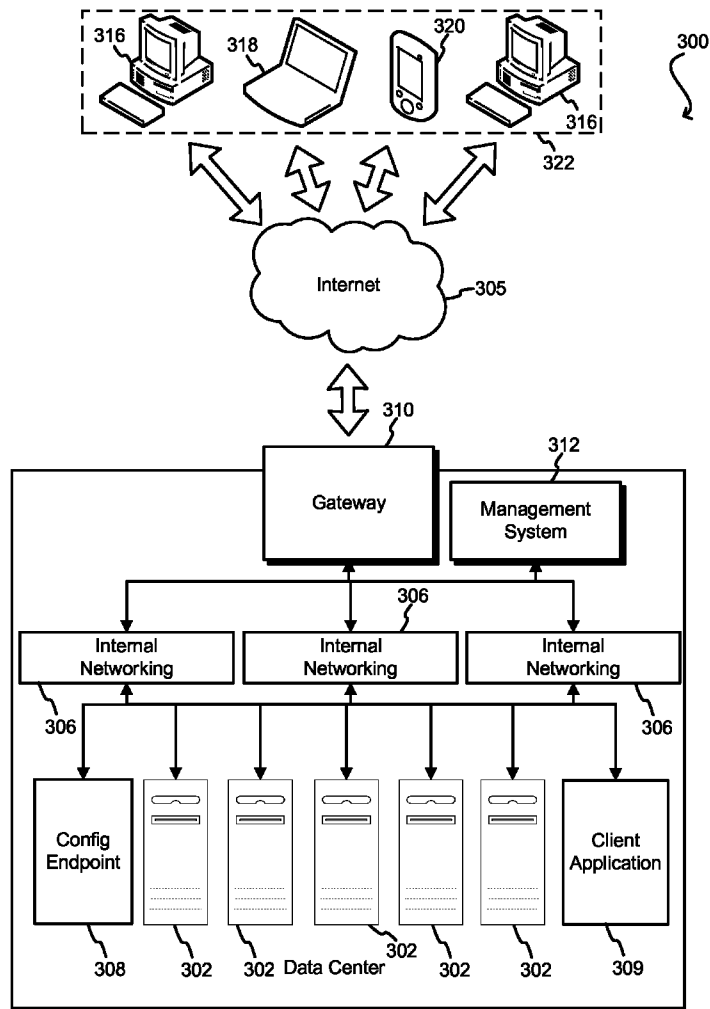 316
318
320
300
316
322
Internet
305
310
312
Gateway
Management
System
306
Internal
Networking
Internal
Networking
Internal
Networking
306
306
Config
Endpoint
Client
Application
308
302
302
Data Center
302
302
302
309